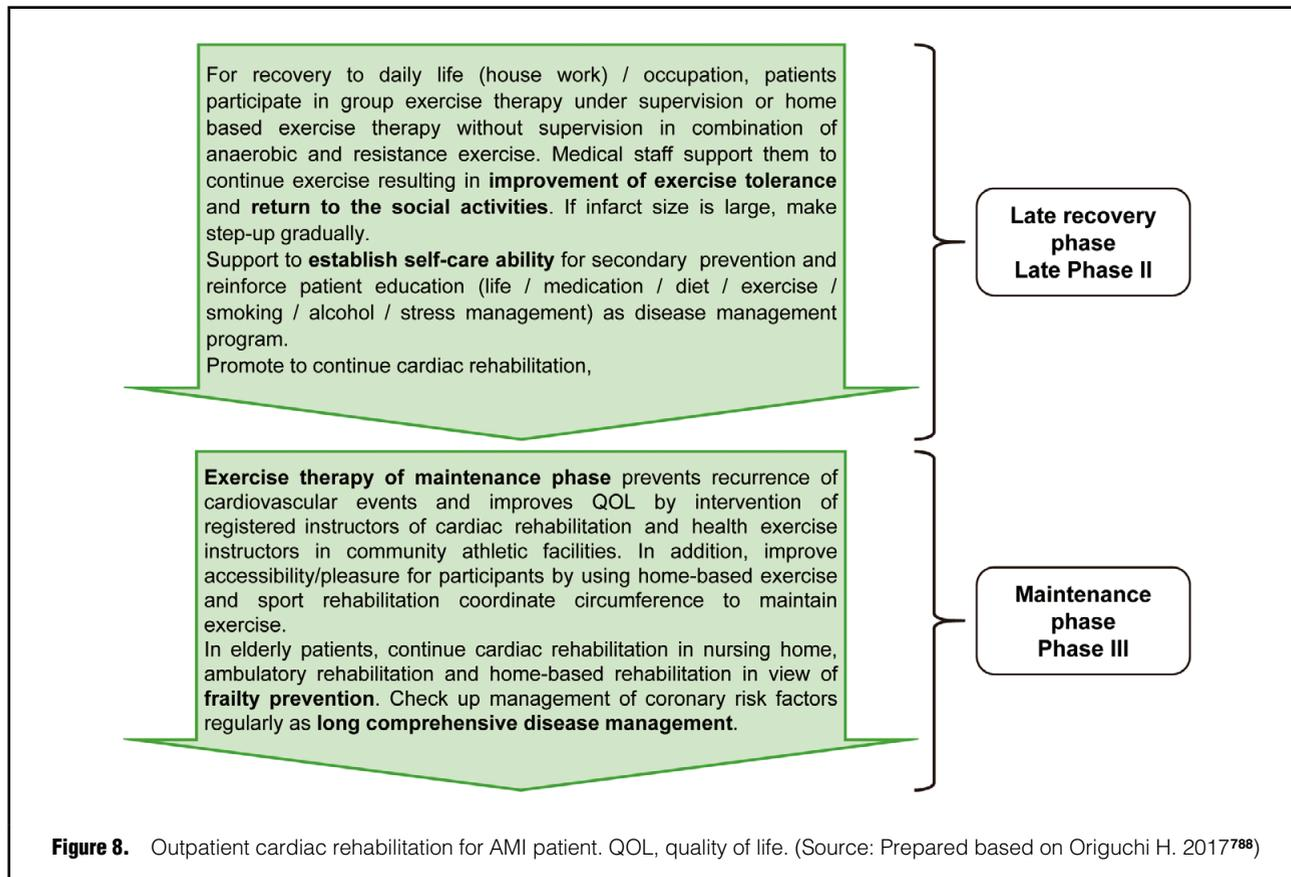 For recovery to daily life (house work) / occupation, patients
participate in group exercise therapy under supervision or home
based exercise therapy without supervision in combination of
anaerobic and resistance exercise. Medical staff support them to
continue exercise resulting in improvement of exercise tolerance
and return to the social activities. If infarct size is large, make
step-up gradually.
Support to establish self-care ability for secondary prevention and
reinforce patient education (life / medication / diet / exercise /
smoking / alcohol / stress management) as disease management
program.
Promote to continue cardiac rehabilitation,
Late recovery
phase
Late Phase II
Exercise therapy of maintenance phase prevents recurrence of
cardiovascular events and improves QOL by intervention of
registered instructors of cardiac rehabilitation and health exercise
instructors in community athletic facilities. In addition, improve
accessibility/pleasure for participants by using home-based exercise
and sport rehabilitation coordinate circumference to maintain
exercise.
In elderly patients, continue cardiac rehabilitation in nursing home,
ambulatory rehabilitation and home-based rehabilitation in view of
frailty prevention. Check up management of coronary risk factors
regularly as long comprehensive disease management.
Maintenance
phase
Phase III
Figure 8. Outpatient cardiac rehabilitation for AMI patient. QOL, quality of life. (Source: Prepared based on Origuchi H. 2017788)